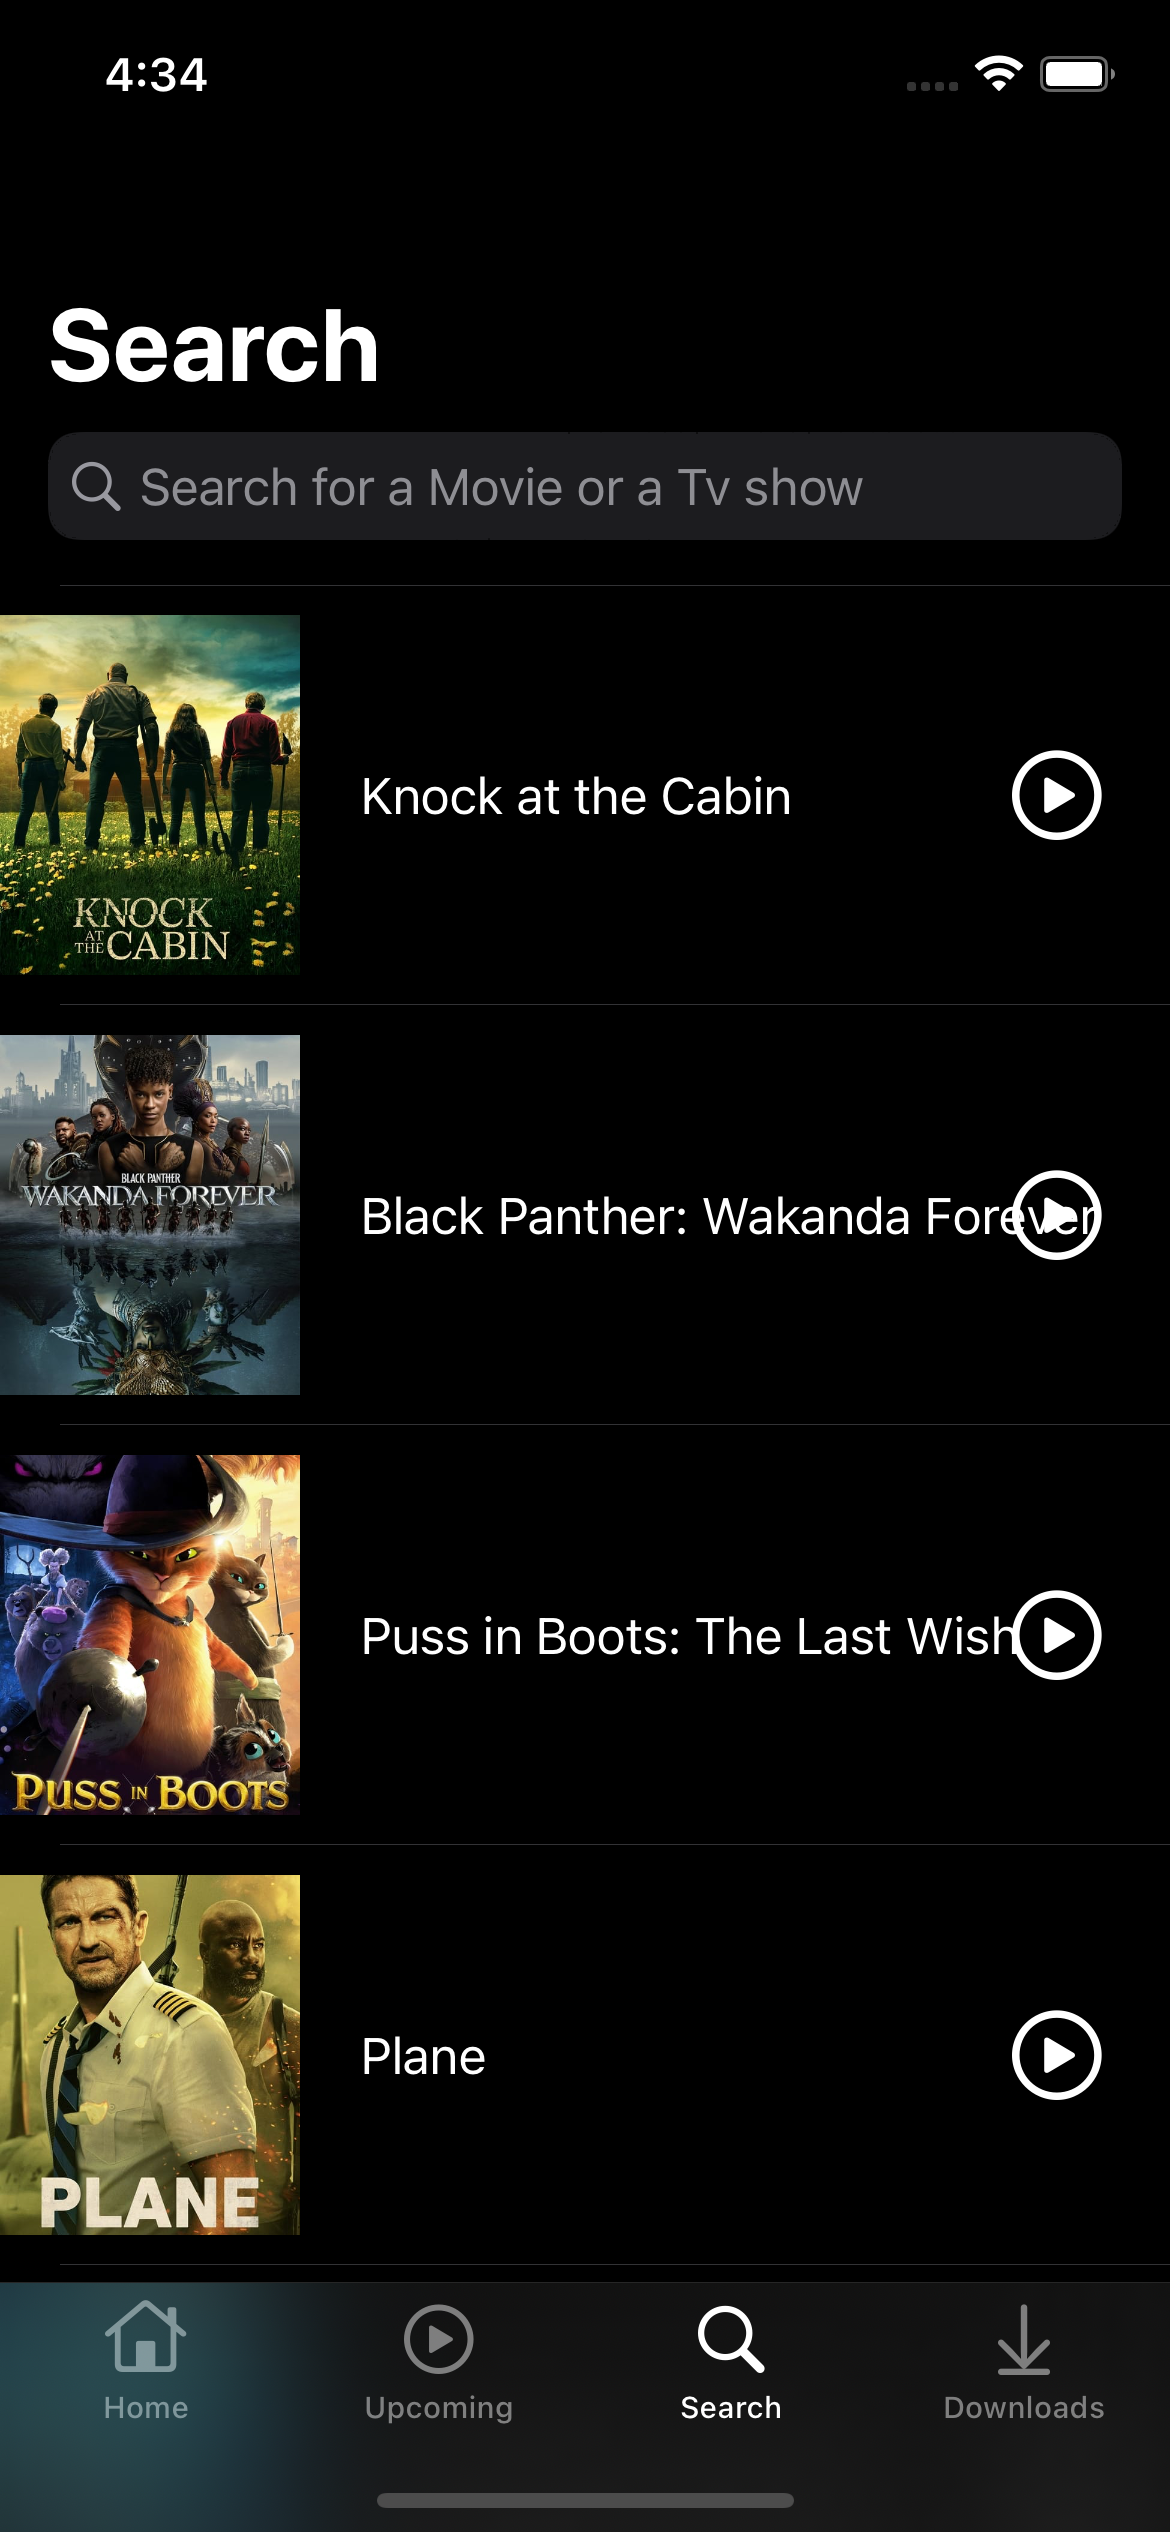 4:34
Search
Search for a Movie or a Tv show
KNOCK
AT
THE CABIN
Knock at the Cabin
BLACK PANTHER
WAKANDA FOREVER
Black Panther: Wakanda Forever
PUSS IN BOOTS
Puss in Boots: The Last Wish
PLANE
Plane
Home
Upcoming
Search
Downloads